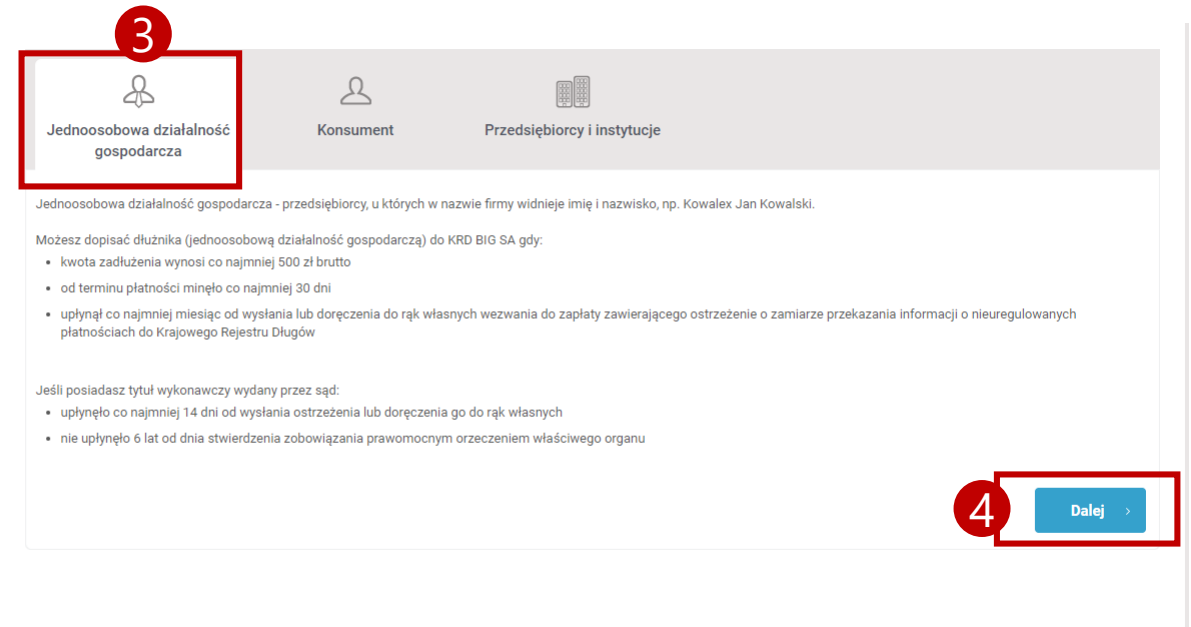 3
Jednoosobowa działalność
gospodarcza
Konsument
Przedsiębiorcy i instytucje
Jednoosobowa działalność gospodarcza - przedsiębiorcy, u których w nazwie firmy widnieje imię i nazwisko, np. Kowalex Jan Kowalski.
Możesz dopisać dłużnika (jednoosobową działalność gospodarczą) do KRD BIG SA gdy:
• kwota zadłużenia wynosi co najmniej 500 zł brutto
• od terminu płatności minęło co najmniej 30 dni
• upłynął co najmniej miesiąc od wysłania lub doręczenia do rąk własnych wezwania do zapłaty zawierającego ostrzeżenie o zamiarze przekazania informacji o nieuregulowanych
płatnościach do Krajowego Rejestru Długów
Jeśli posiadasz tytuł wykonawczy wydany przez sąd:
• upłynęło co najmniej 14 dni od wysłania ostrzeżenia lub doręczenia go do rąk własnych
• nie upłynęło 6 lat od dnia stwierdzenia zobowiązania prawomocnym orzeczeniem właściwego organu
4
Dalej